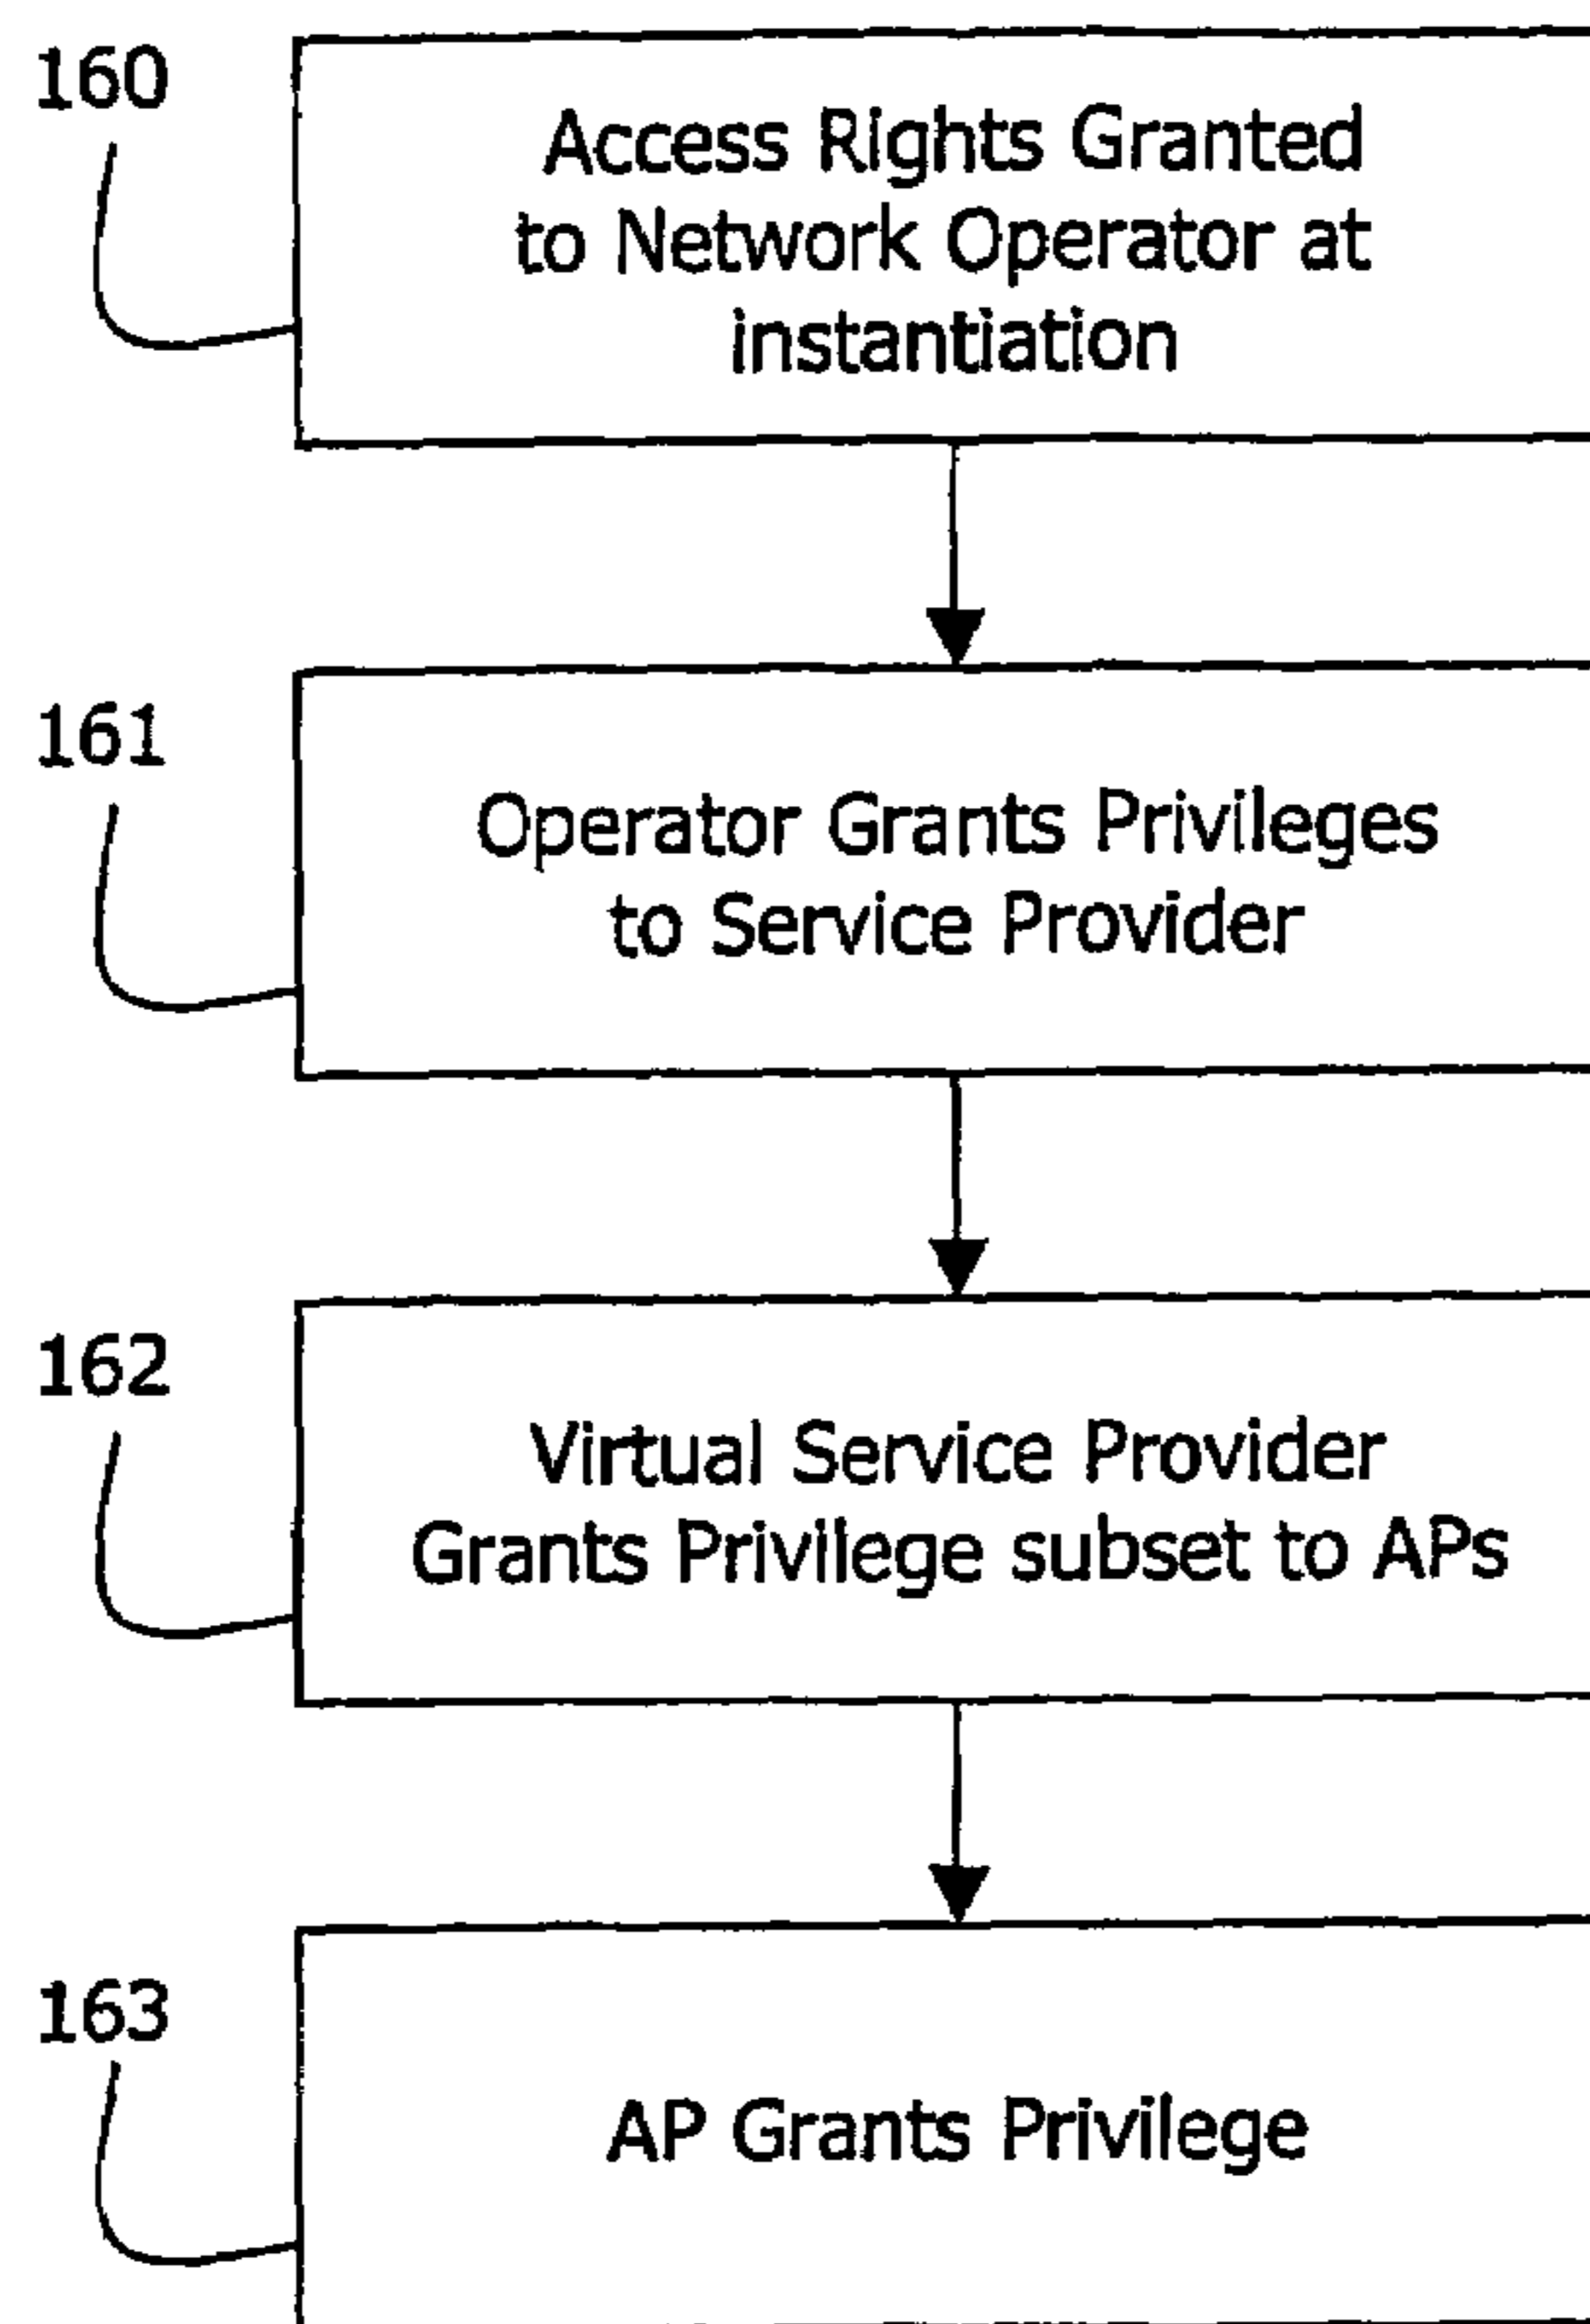 160
Access Rights Granted
to Network Operator at
instantiation
161
Operator Grants Privileges
to Service Provider
162
Virtual Service Provider
Grants Privilege subset to APs
163
AP Grants Privilege